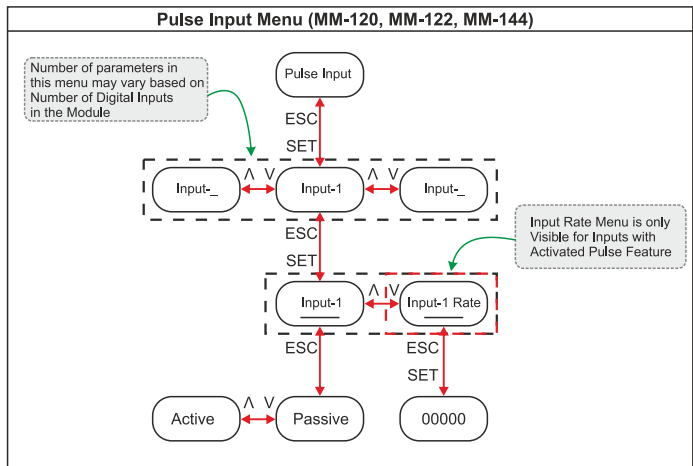 Pulse Input Menu (MM-120, MM-122, MM-144)
Number of parameters in
this menu may vary based on
Number of Digital Inputs
in the Module
Pulse Input
ESC
SET
Input-_
Λ V
Input-1
Λ V
Input-_
ESC
SET
Input Rate Menu is only
Visible for Inputs with
Activated Pulse Feature
Input-1
Λ V
Input-1 Rate
ESC
ESC
SET
Active
Λ V
Passive
00000